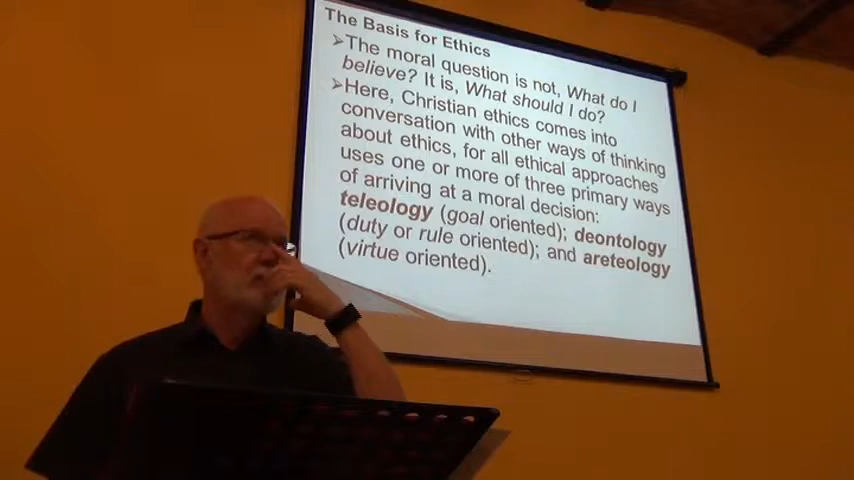 The Basis for Ethics
➢The moral question is not, What do I
believe? It is, What should I do?
➢Here, Christian ethics comes into
conversation with other ways of thinking
about ethics, for all ethical approaches
uses one or more of three primary ways
of arriving at a moral decision:
teleology (goal oriented); deontology
(duty or rule oriented); and areteology
(virtue oriented).